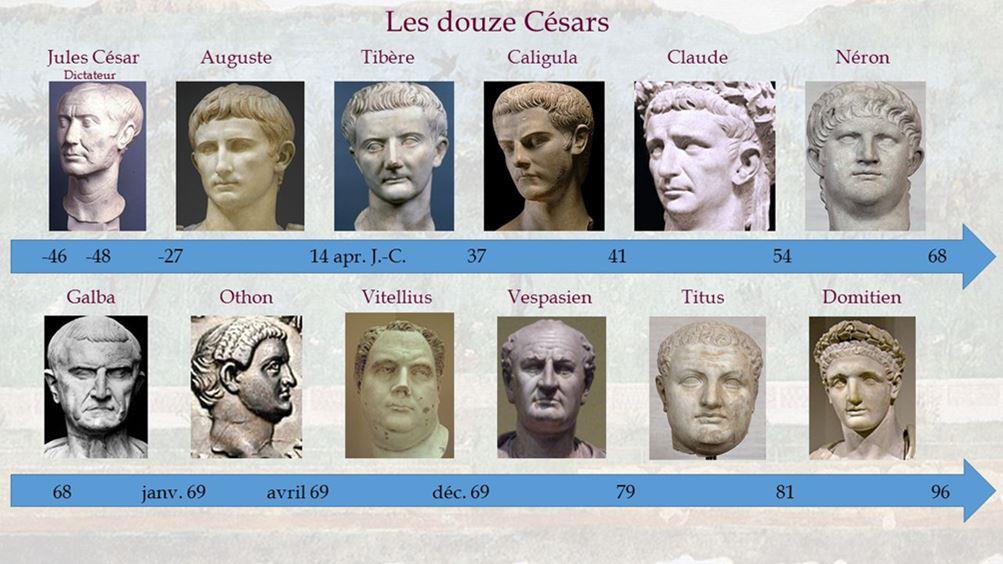 Les douze Césars
Jules César Auguste Tibère Caligula Claude Néron
Dictateur
-46 -48 -27 14 apr. J.-C. 37 41 54 68
Galba Othon Vitellius Vespasien Titus Domitien
68 janv. 69 avril 69 déc. 69 79 81 96